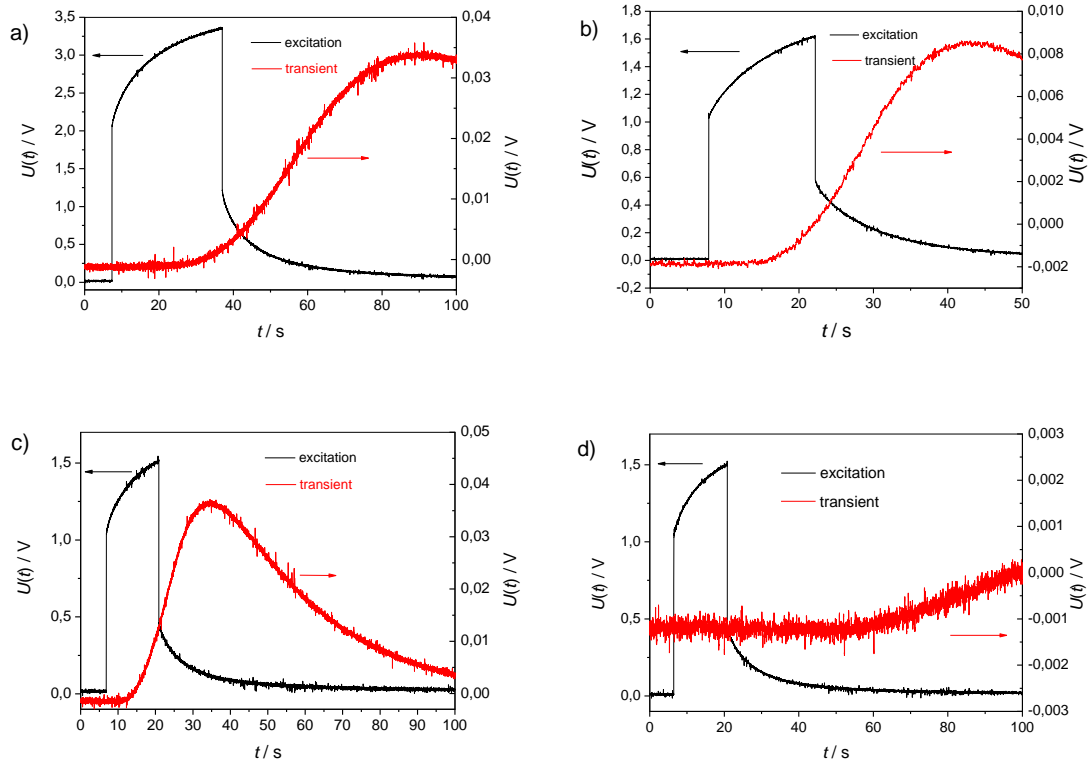 a)
3,5
3,0
2,5
2,0
1,5
1,0
0,5
0,0
U(t) / V
excitation
transient
0,04
0,03
0,02
0,01
0,00
U(t) / V
0 20 40 60 80 100
t / s
b)
1,8
1,6
1,4
1,2
1,0
0,8
0,6
0,4
0,2
0,0
-0,2
U(t) / V
excitation
transient
0,010
0,008
0,006
0,004
0,002
0,000
-0,002
U(t) / V
0 10 20 30 40 50
t / s
c)
1,5
1,0
0,5
0,0
U(t) / V
excitation
transient
0,05
0,04
0,03
0,02
0,01
0,00
U(t) / V
0 10 20 30 40 50 60 70 80 90 100
t / s
d)
1,5
1,0
0,5
0,0
U(t) / V
excitation
transient
0,003
0,002
0,001
0,000
-0,001
-0,002
-0,003
U(t) / V
0 20 40 60 80 100
t / s